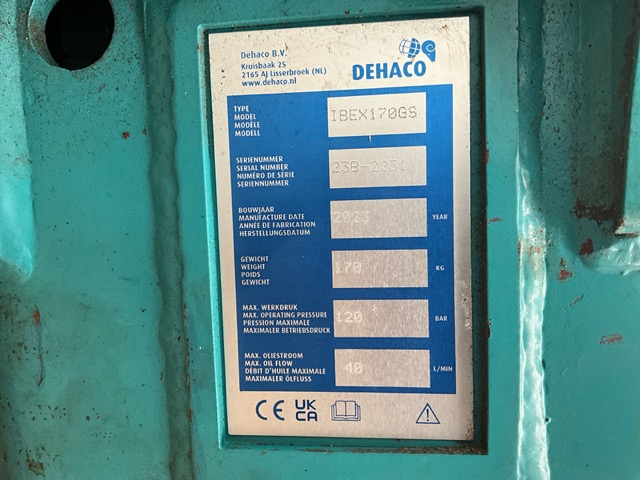 Dehaco B.V.
Kruisbaak 25
2165 AJ Lisserbroek (NL)
www.dehaco.nl
DEHACO
TYPE
MODEL
MODÈLE
MODELL
IBEX170GS
SERIENUMMER
SERIAL NUMBER
NUMÉRO DE SÉRIE
SERIENNUMMER
23B-2231
BOUWJAAR
MANUFACTURE DATE
ANNÉE DE FABRICATION
HERSTELLUNGSDATUM
2023
YEAR
GEWICHT
WEIGHT
POIDS
GEWICHT
170
KG
MAX. WERKDRUK
MAX. OPERATING PRESSURE
PRESSION MAXIMALE
MAXIMALER BETRIEBSDRUCK
120
BAR
MAX. OLIESTROOM
MAX. OIL FLOW
DÉBIT D'HUILE MAXIMALE
MAXIMALER ÖLFLUSS
40
L/MIN
CE
UK
CA